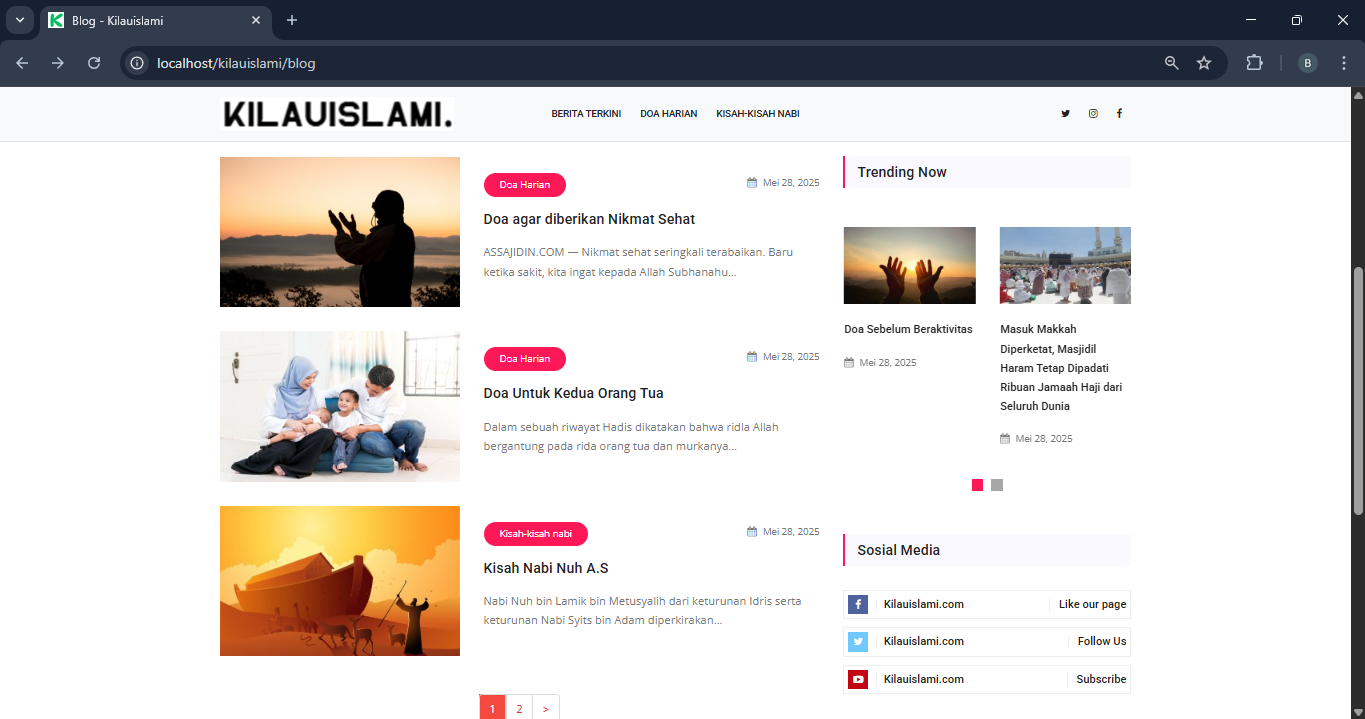 Blog - Kilauislami
localhost/kilauislami/blog
B
KILAUISLAMI.
BERITA TERKINI
DOA HARIAN
KISAH-KISAH NABI
Doa Harian
Mei 28, 2025
Doa agar diberikan Nikmat Sehat
ASSAJIDIN.COM — Nikmat sehat seringkali terabaikan. Baru
ketika sakit, kita ingat kepada Allah Subhanahu...
Doa Harian
Mei 28, 2025
Doa Untuk Kedua Orang Tua
Dalam sebuah riwayat Hadis dikatakan bahwa ridla Allah
bergantung pada rida orang tua dan murkanya...
Kisah-kisah nabi
Mei 28, 2025
Kisah Nabi Nuh A.S
Nabi Nuh bin Lamik bin Metusyalih dari keturunan Idris serta
keturunan Nabi Syits bin Adam diperkirakan...
1 2 >
Trending Now
Doa Sebelum Beraktivitas
Mei 28, 2025
Masuk Makkah
Diperketat, Masjidil
Haram Tetap Dipadati
Ribuan Jamaah Haji dari
Seluruh Dunia
Mei 28, 2025
Sosial Media
Kilauislami.com Like our page
Kilauislami.com Follow Us
Kilauislami.com Subscribe